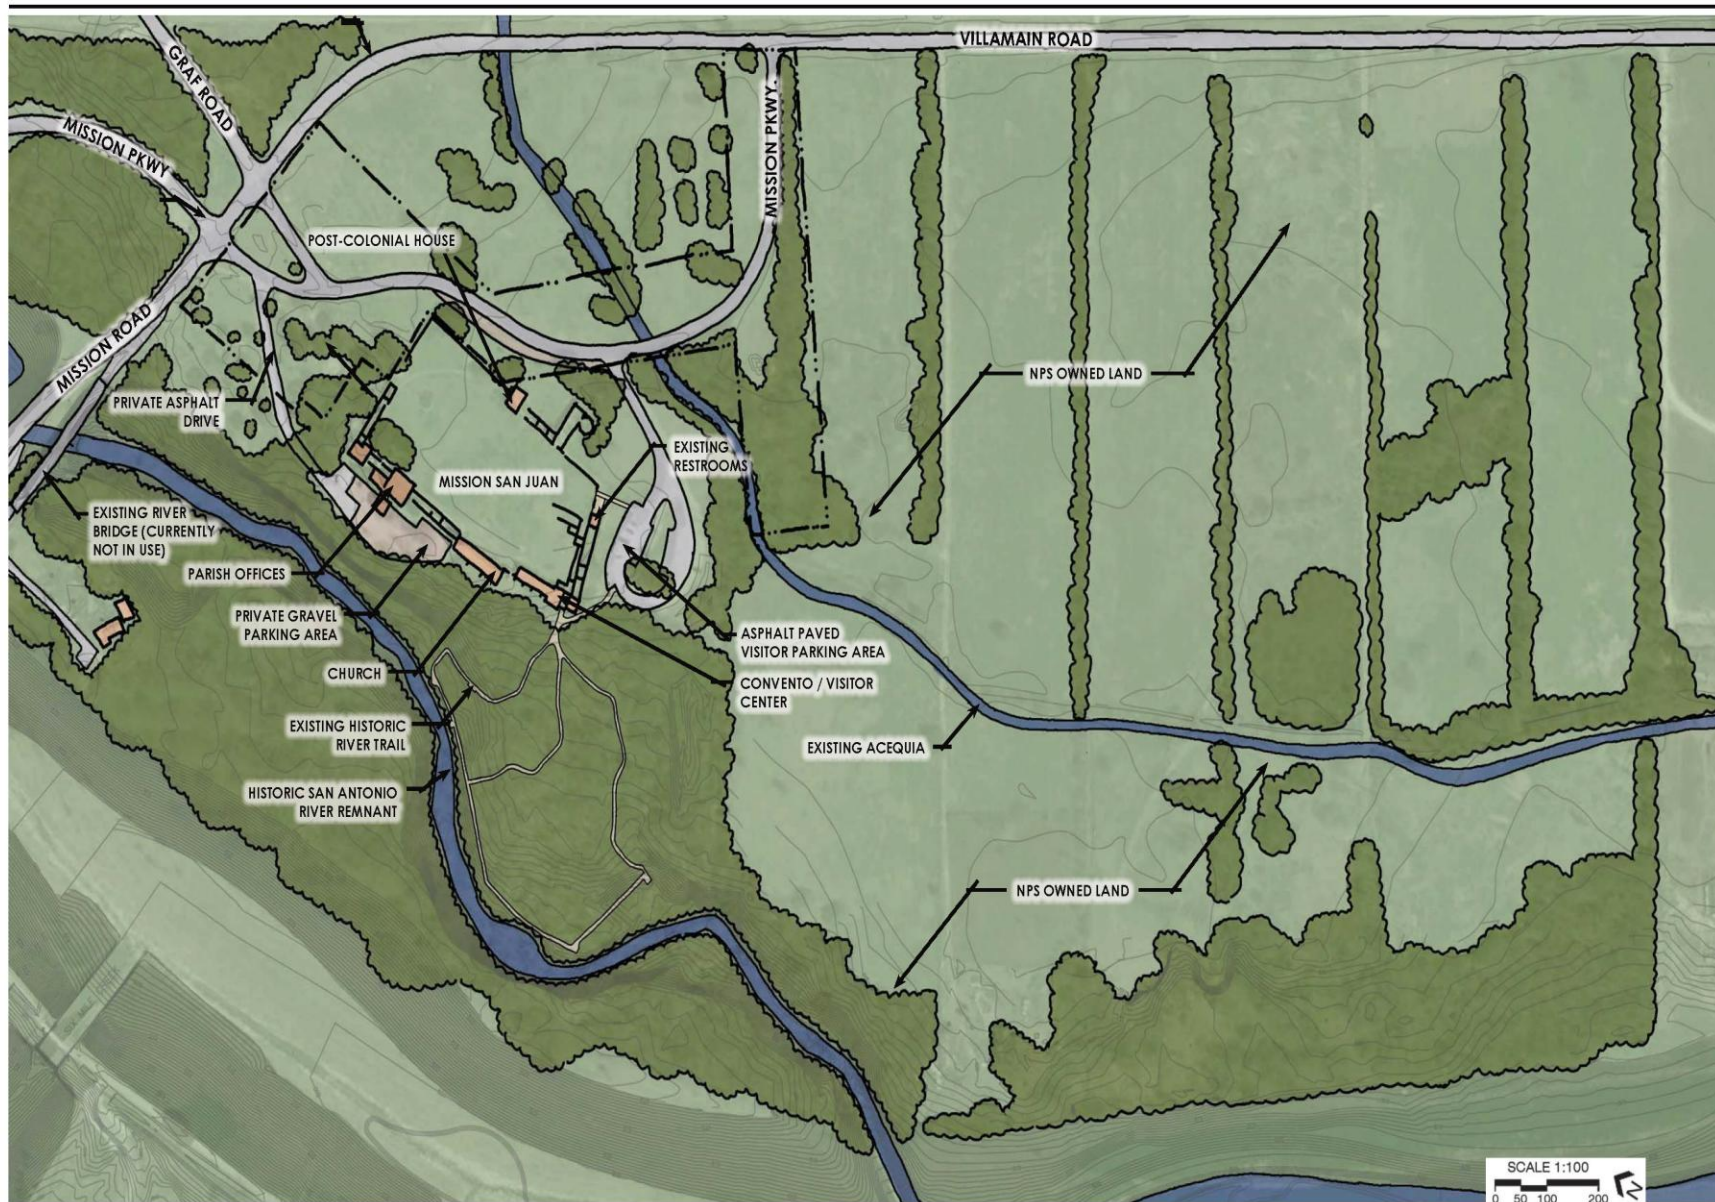 VILLAMAIN ROAD
GRAF ROAD
MISSION PKWY
MISSION PKWY.
POST-COLONIAL HOUSE
MISSION ROAD
PRIVATE ASPHALT
DRIVE
NPS OWNED LAND
EXISTING
RESTROOMS
MISSION SAN JUAN
EXISTING RIVER
BRIDGE (CURRENTLY
NOT IN USE)
PARISH OFFICES
PRIVATE GRAVEL
PARKING AREA
ASPHALT PAVED
VISITOR PARKING AREA
CHURCH
CONVENTO / VISITOR
CENTER
EXISTING HISTORIC
RIVER TRAIL
EXISTING ACEQUIA
HISTORIC SAN ANTONIO
RIVER REMNANT
NPS OWNED LAND
SCALE 1:100
0 50 100 200